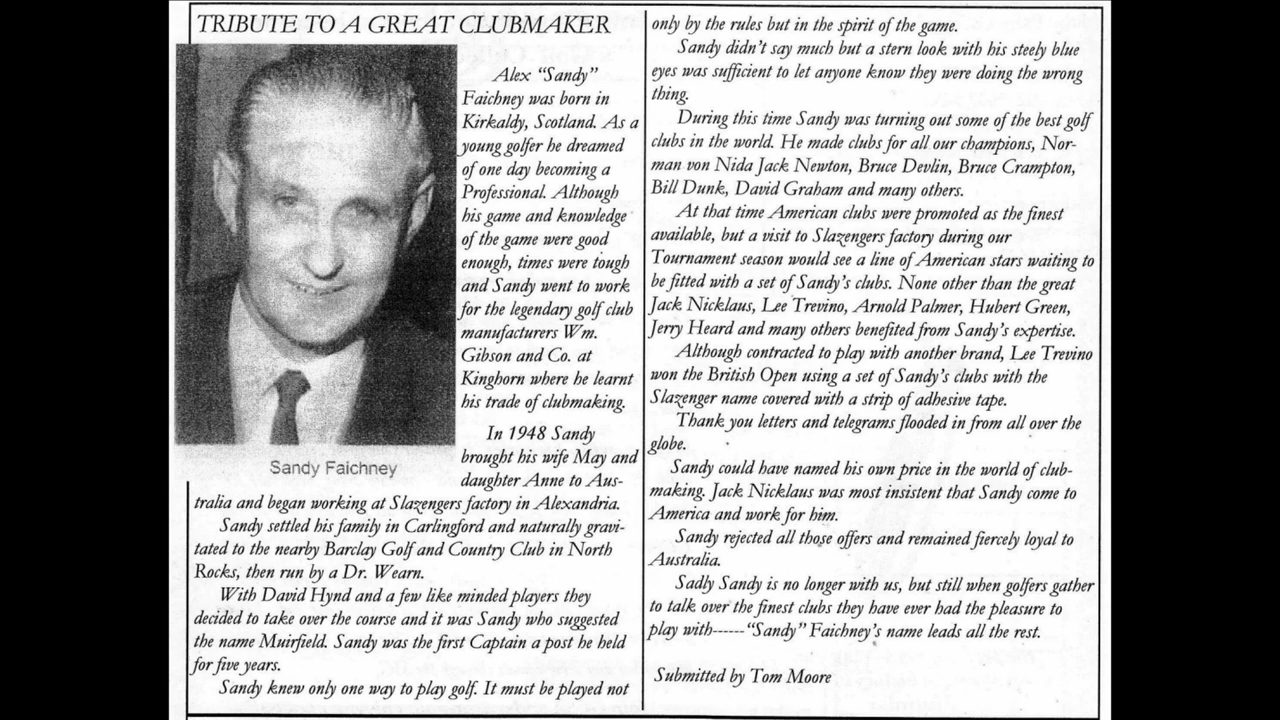 TRIBUTE TO A GREAT CLUBMAKER
Alex “Sandy”
Faichney was born in
Kirkaldy, Scotland. As a
young golfer he dreamed
of one day becoming a
Professional. Although
his game and knowledge
of the game were good
enough, times were tough
and Sandy went to work
for the legendary golf club
manufacturers Wm.
Gibson and Co. at
Kinghorn where he learnt
his trade of clubmaking.
In 1948 Sandy
brought his wife May and
daughter Anne to Aus-
tralia and began working at Slazengers factory in Alexandria.
Sandy settled his family in Carlingford and naturally gravi-
tated to the nearby Barclay Golf and Country Club in North
Rocks, then run by a Dr. Wearn.
With David Hynd and a few like minded players they
decided to take over the course and it was Sandy who suggested
the name Muirfield. Sandy was the first Captain a post he held
for five years.
Sandy knew only one way to play golf. It must be played not
Sandy Faichney
only by the rules but in the spirit of the game.
Sandy didn’t say much but a stern look with his steely blue
eyes was sufficient to let anyone know they were doing the wrong
thing.
During this time Sandy was turning out some of the best golf
clubs in the world. He made clubs for all our champions, Nor-
man von Nida Jack Newton, Bruce Devlin, Bruce Crampton,
Bill Dunk, David Graham and many others.
At that time American clubs were promoted as the finest
available, but a visit to Slazengers factory during our
Tournament season would see a line of American stars waiting to
be fitted with a set of Sandy’s clubs. None other than the great
Jack Nicklaus, Lee Trevino, Arnold Palmer, Hubert Green,
Jerry Heard and many others benefited from Sandy’s expertise.
Although contracted to play with another brand, Lee Trevino
won the British Open using a set of Sandy’s clubs with the
Slazenger name covered with a strip of adhesive tape.
Thank you letters and telegrams flooded in from all over the
globe.
Sandy could have named his own price in the world of club-
making. Jack Nicklaus was most insistent that Sandy come to
America and work for him.
Sandy rejected all those offers and remained fiercely loyal to
Australia.
Sadly Sandy is no longer with us, but still when golfers gather
to talk over the finest clubs they have ever had the pleasure to
play with------“Sandy” Faichney’s name leads all the rest.
Submitted by Tom Moore